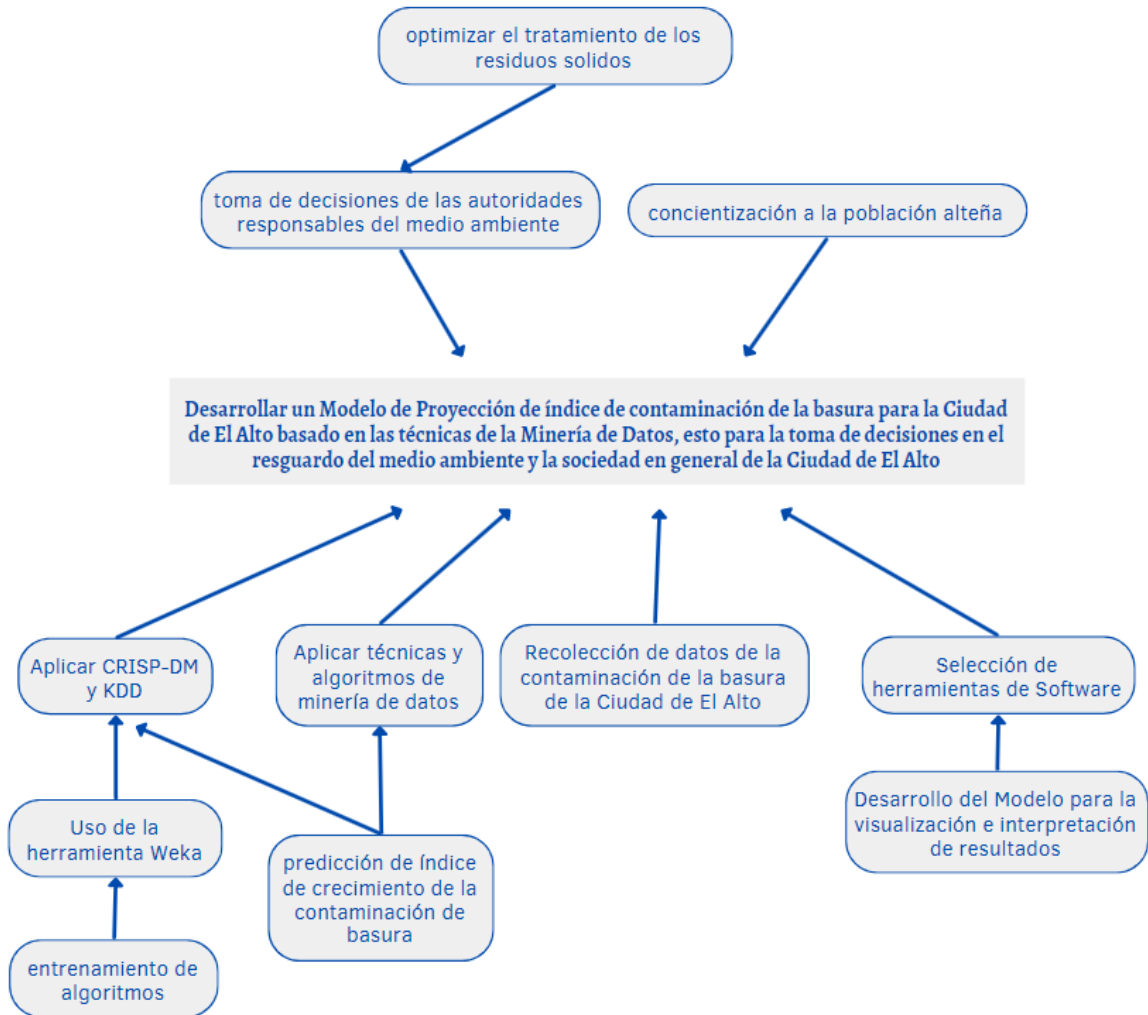 optimizar el tratamiento de los
residuos solidos
toma de decisiones de las autoridades
responsables del medio ambiente
concientización a la población alteña
Desarrollar un Modelo de Proyección de índice de contaminación de la basura para la Ciudad
de El Alto basado en las técnicas de la Minería de Datos, esto para la toma de decisiones en el
resguardo del medio ambiente y la sociedad en general de la Ciudad de El Alto
Aplicar CRISP-DM
y KDD
Aplicar técnicas y
algoritmos de
minería de datos
Recolección de datos de la
contaminación de la basura
de la Ciudad de El Alto
Selección de
herramientas de Software
Uso de la
herramienta Weka
predicción de índice
de crecimiento de la
contaminación de
basura
Desarrollo del Modelo para la
visualización e interpretación
de resultados
entrenamiento de
algoritmos